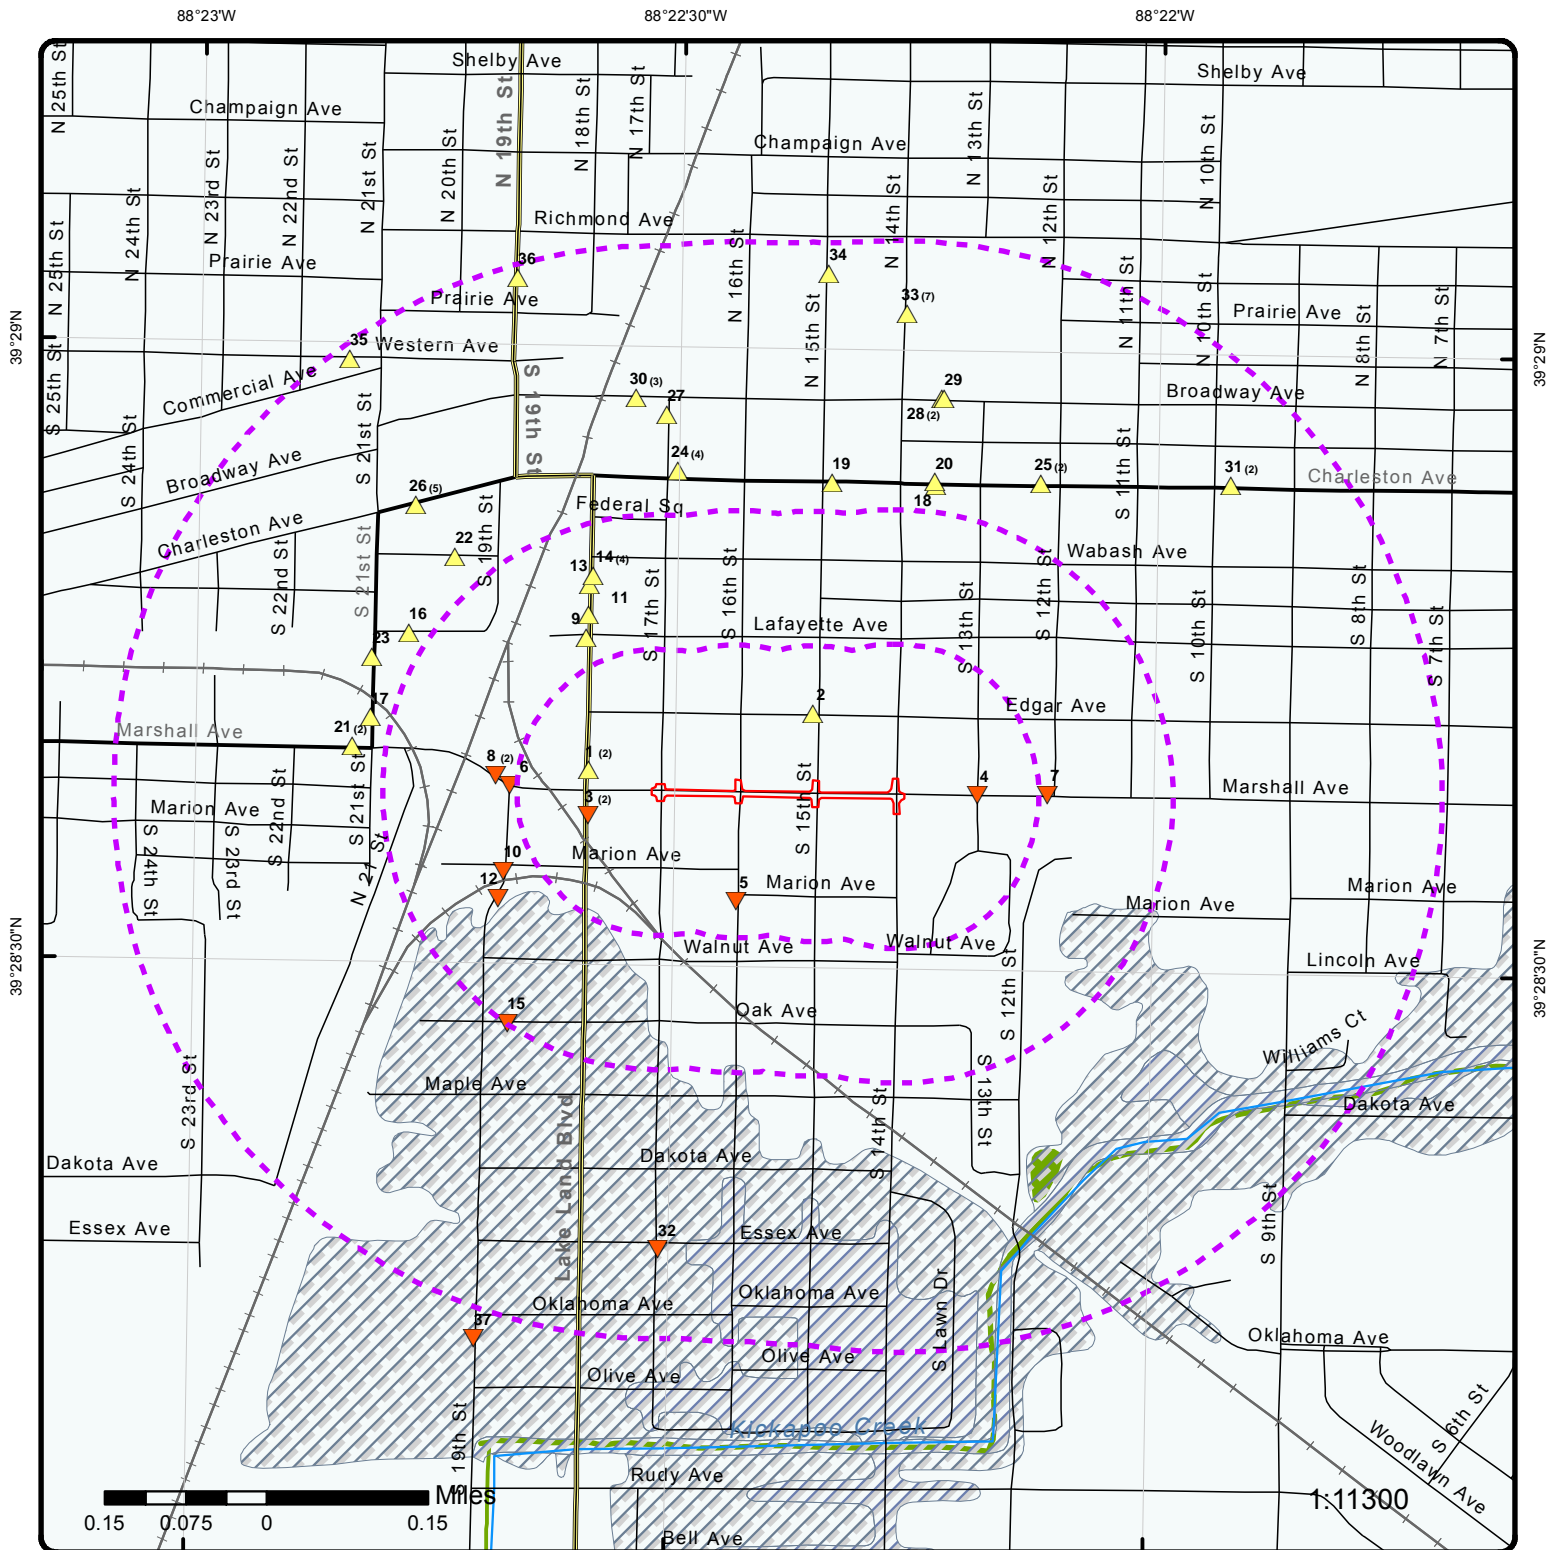 88°23'W
88°22'30"W
88°22'W
Shelby Ave
Shelby Ave
N 25th St
N 19th St
N 18th St
N 17th St
Champaign Ave
Champaign Ave
N 13th St
N 10th St
N 20th St
N 21st St
N 22nd St
N 23rd St
N 24th St
N 25th St
Richmond Ave
N 16th St
N 14th St
N 12th St
Prairie Ave
36
34
Prairie Ave
33 (7)
N 15th St
N 11th St
N 10th St
Prairie Ave
N 8th St
N 7th St
39°29'N
39°29'N
35
Western Ave
S 25th St
Commercial Ave
S 19th St
30 (3)
27
29
28 (2)
Broadway Ave
S 24th St
S 21st St
Broadway Ave
24 (4)
19
20
18
25 (2)
S 11th St
31 (2)
Charleston Ave
26 (5)
Federal Sq
Charleston Ave
S 22nd St
S 21st St
22
S 19th St
14 (4)
13
11
9
S 17th St
S 16th St
Wabash Ave
S 13th St
S 12th St
S 10th St
S 8th St
S 7th St
16
23
Lafayette Ave
17
2
Edgar Ave
21 (2)
Marshall Ave
8 (2)
6
1 (2)
3 (2)
S 15th St
4
7
Marshall Ave
Marion Ave
S 24th St
S 23rd St
S 22nd St
S 21st St
N 21 St
10
12
Marion Ave
5
Marion Ave
Marion Ave
Marion Ave
Walnut Ave
Walnut Ave
Lincoln Ave
39°28'30"N
39°28'30"N
15
Oak Ave
S 12th St
Williams Ct
S 23rd St
Maple Ave
S 13th St
Dakota Ave
Lake Land Blvd
S 14th St
Dakota Ave
Dakota Ave
S 9th St
Essex Ave
32
Essex Ave
Oklahoma Ave
Oklahoma Ave
S Lawn Dr
37
Oklahoma Ave
Olive Ave
Olive Ave
S 19th St
Kickapoo Creek
S 6th St
Woodlawn Ave
Rudy Ave
Miles
1:11300
0.15 0.075 0 0.15
Bell Ave